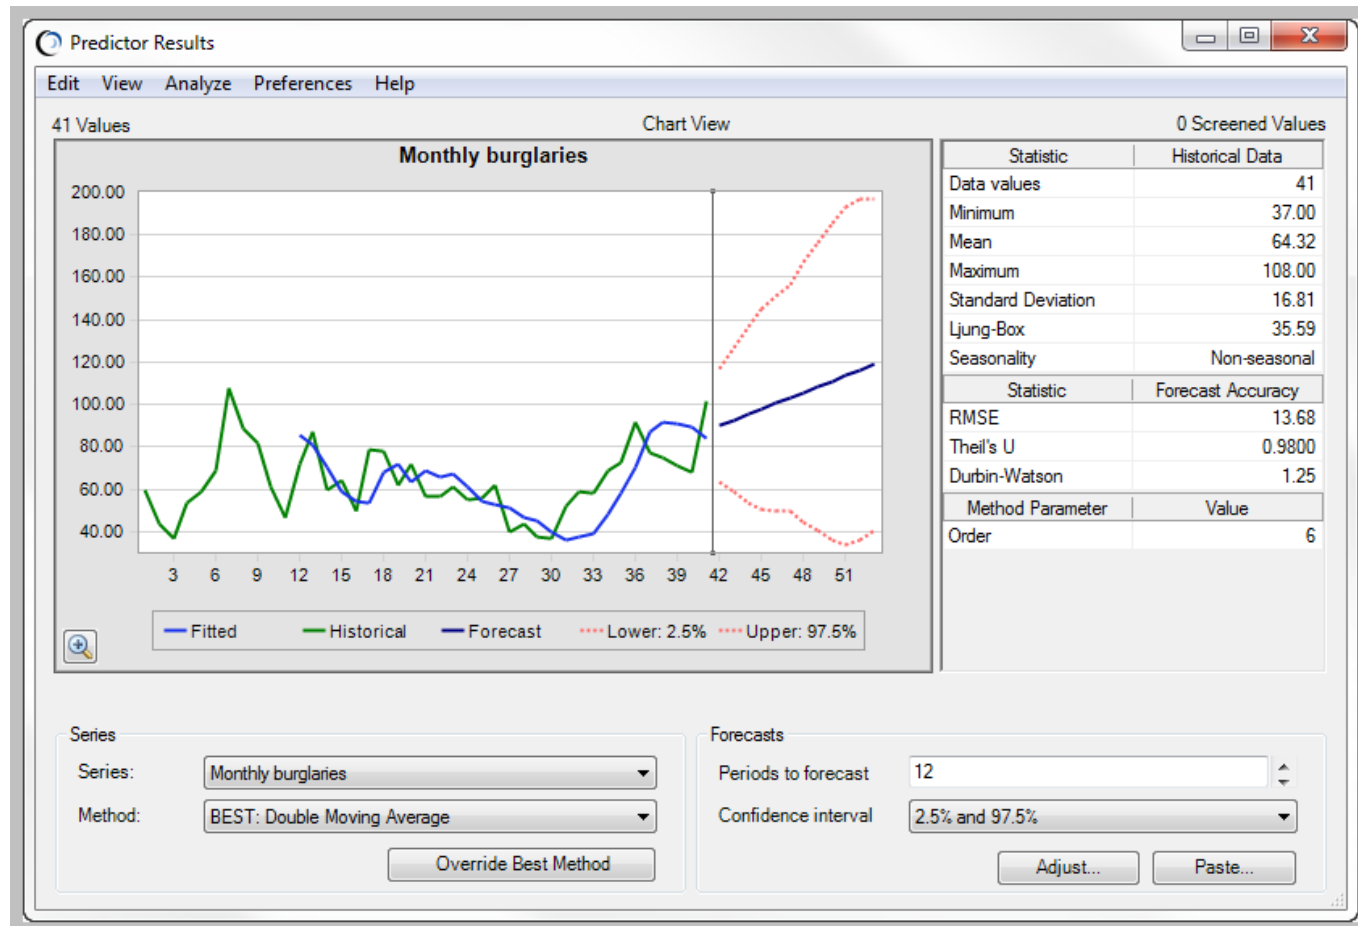 Predictor Results
Edit View Analyze Preferences Help
41 Values Chart View 0 Screened Values
Monthly burglaries
200.00
180.00
160.00
140.00
120.00
100.00
80.00
60.00
40.00
3 6 9 12 15 18 21 24 27 30 33 36 39 42 45 48 51
Fitted Historical Forecast Lower: 2.5% Upper: 97.5%
Statistic Historical Data
Data values 41
Minimum 37.00
Mean 64.32
Maximum 108.00
Standard Deviation 16.81
Ljung-Box 35.59
Seasonality Non-seasonal
Statistic Forecast Accuracy
RMSE 13.68
Theil's U 0.9800
Durbin-Watson 1.25
Method Parameter Value
Order 6
Series
Series: Monthly burglaries
Method: BEST: Double Moving Average
Override Best Method
Forecasts
Periods to forecast 12
Confidence interval 2.5% and 97.5%
Adjust... Paste...